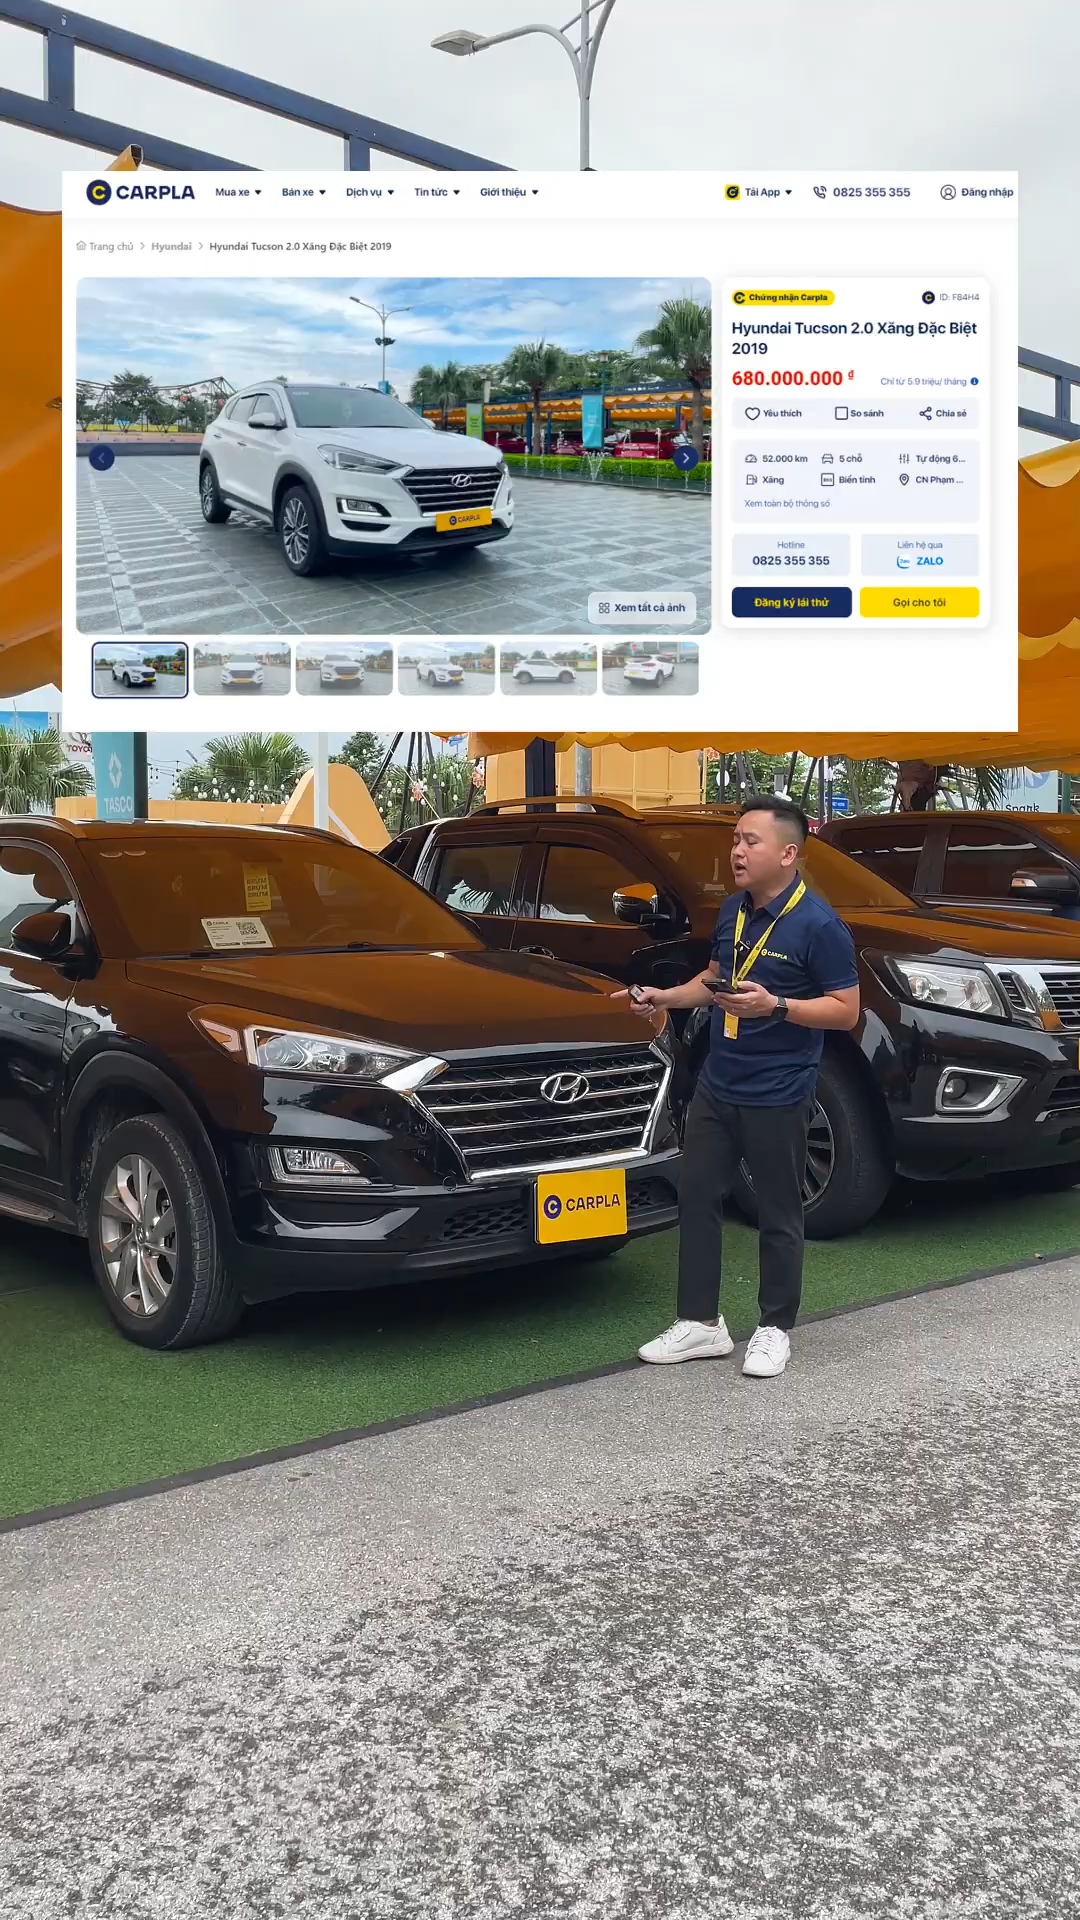 CARPLA
Mua xe
Bán xe
Dịch vụ
Tin tức
Giới thiệu
Tải App
0825 355 355
Đăng nhập
Trang chủ > Hyundai > Hyundai Tucson 2.0 Xăng Đặc Biệt 2019
Chứng nhận Carpla
ID: F84H4
Hyundai Tucson 2.0 Xăng Đặc Biệt
2019
680.000.000 đ
Chỉ từ 5.9 triệu/ tháng
Yêu thích
So sánh
Chia sẻ
52.000 km
5 chỗ
Tự động 6...
Xăng
Biển tỉnh
CN Phạm ...
Xem toàn bộ thông số
Hotline
0825 355 355
Liên hệ qua
Zalo
ZALO
Đăng ký lái thử
Gọi cho tôi
CARPLA
Xem tất cả ảnh
TASCO
BRỪM
BRỪM
BRỪM
CARPLA
CARPLA